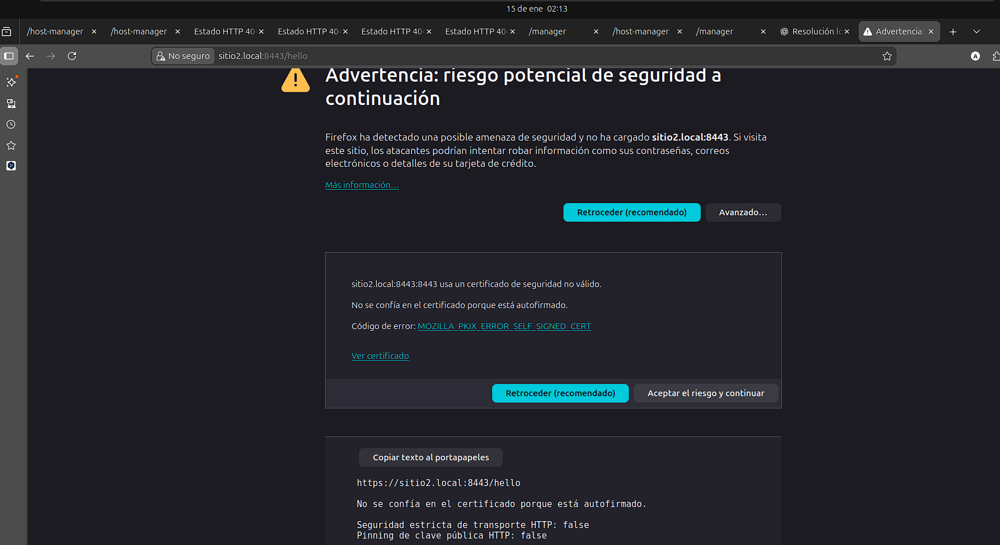 15 de ene 02:13
/host-manager
/host-manager
Estado HTTP 40
Estado HTTP 40
Estado HTTP 40
Estado HTTP 40
/manager
/host-manager
/manager
Resolución lo
Advertencia:
No seguro
sitio2.local:8443/hello
A
Advertencia: riesgo potencial de seguridad a
continuación
Firefox ha detectado una posible amenaza de seguridad y no ha cargado sitio2.local:8443. Si visita
este sitio, los atacantes podrían intentar robar información como sus contraseñas, correos
electrónicos o detalles de su tarjeta de crédito.
Más información…
Retroceder (recomendado)
Avanzado…
sitio2.local:8443:8443 usa un certificado de seguridad no válido.
No se confía en el certificado porque está autofirmado.
Código de error: MOZILLA_PKIX_ERROR_SELF_SIGNED_CERT
Ver certificado
Retroceder (recomendado)
Aceptar el riesgo y continuar
Copiar texto al portapapeles
https://sitio2.local:8443/hello
No se confía en el certificado porque está autofirmado.
Seguridad estricta de transporte HTTP: false
Pinning de clave pública HTTP: false